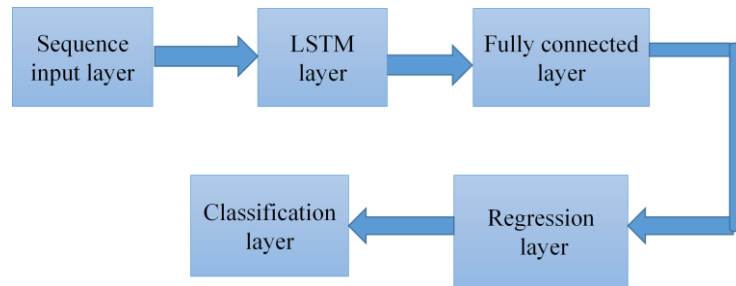 Sequence
input layer
LSTM
layer
Fully connected
layer
Classification
layer
Regression
layer